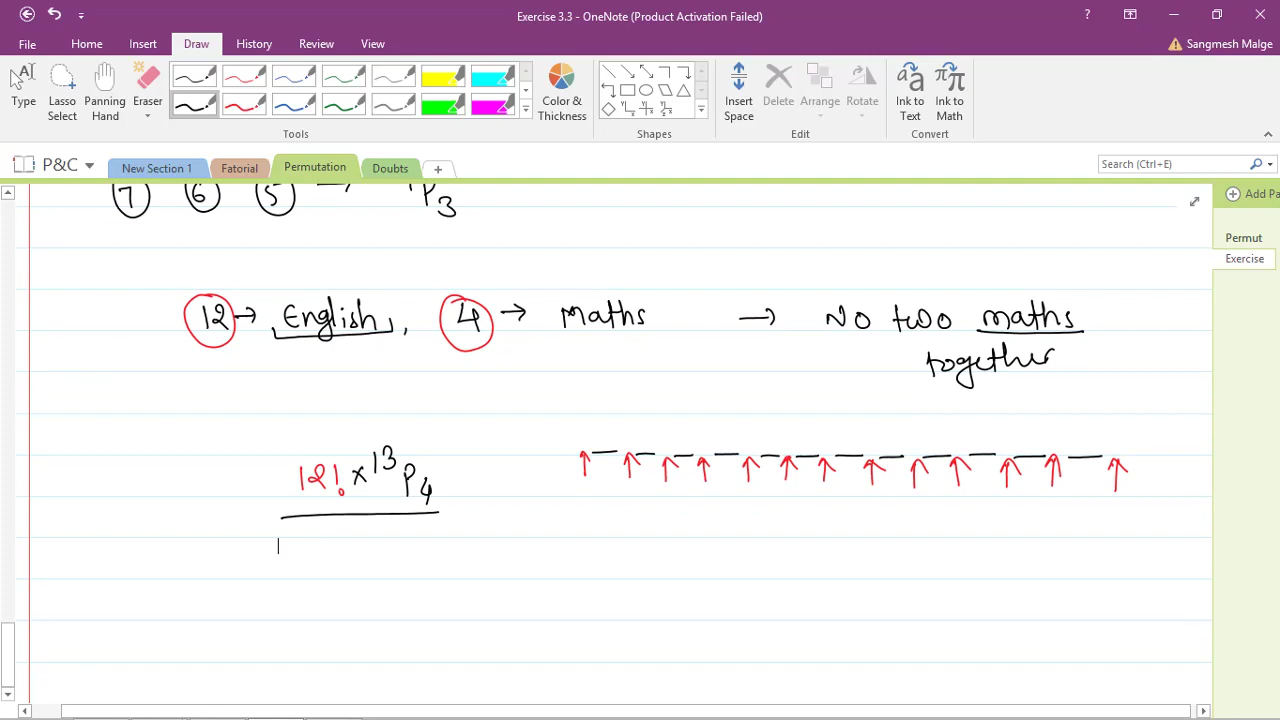 Exercise 3.3 - OneNote (Product Activation Failed)
?
File Home Insert Draw History Review View Sangmesh Malge
Type Lasso Select Panning Hand Eraser Color & Thickness Insert Space Delete Arrange Rotate Ink to Text Ink to Math
Tools Shapes Edit Convert
P&C New Section 1 Fatorial Permutation Doubts Search (Ctrl+E)
Add Pa
Permut
Exercise
7 6 5 → 7P3
12 → English, 4 → Maths → No two maths
together
12! × 13P4